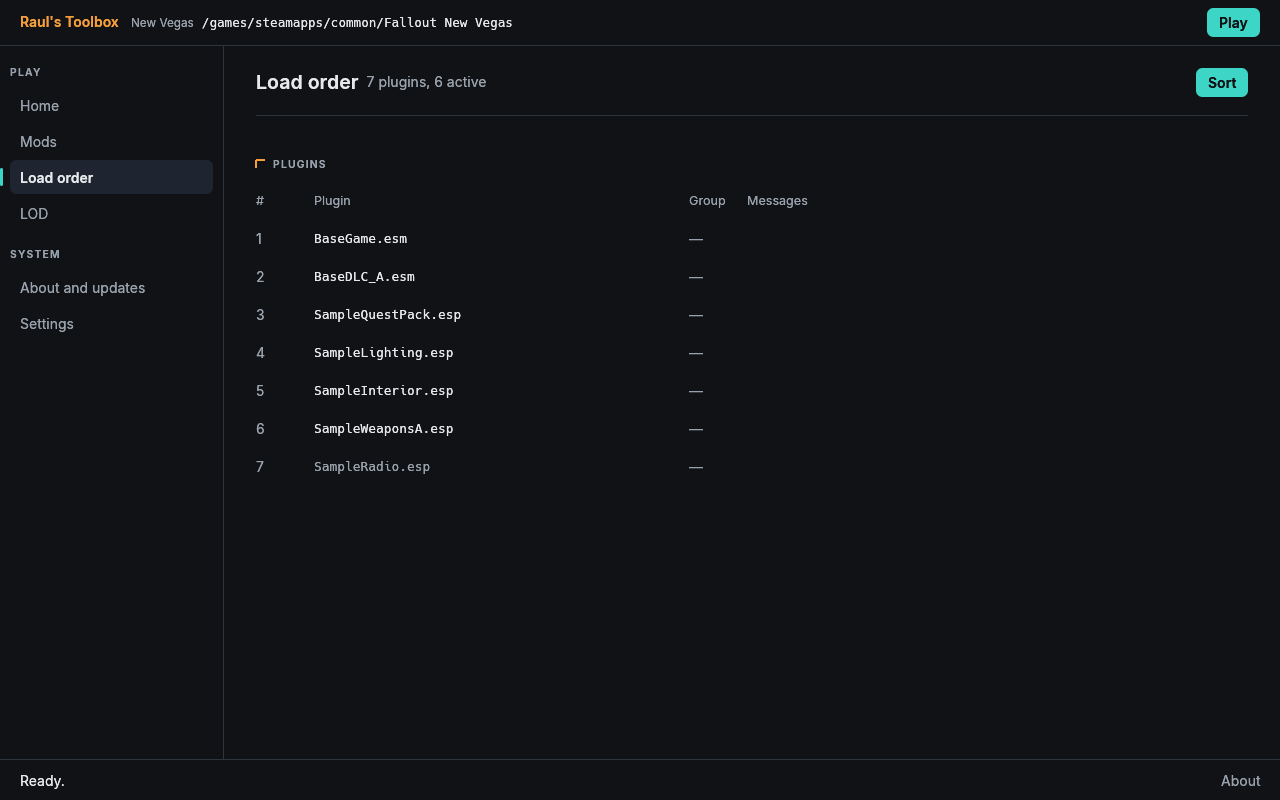 Raul's Toolbox New Vegas /games/steamapps/common/Fallout New Vegas Play
PLAY
Home
Mods
Load order
LOD
SYSTEM
About and updates
Settings
Load order 7 plugins, 6 active Sort
PLUGINS
# Plugin Group Messages
1 BaseGame.esm —
2 BaseDLC_A.esm —
3 SampleQuestPack.esp —
4 SampleLighting.esp —
5 SampleInterior.esp —
6 SampleWeaponsA.esp —
7 SampleRadio.esp —
Ready. About